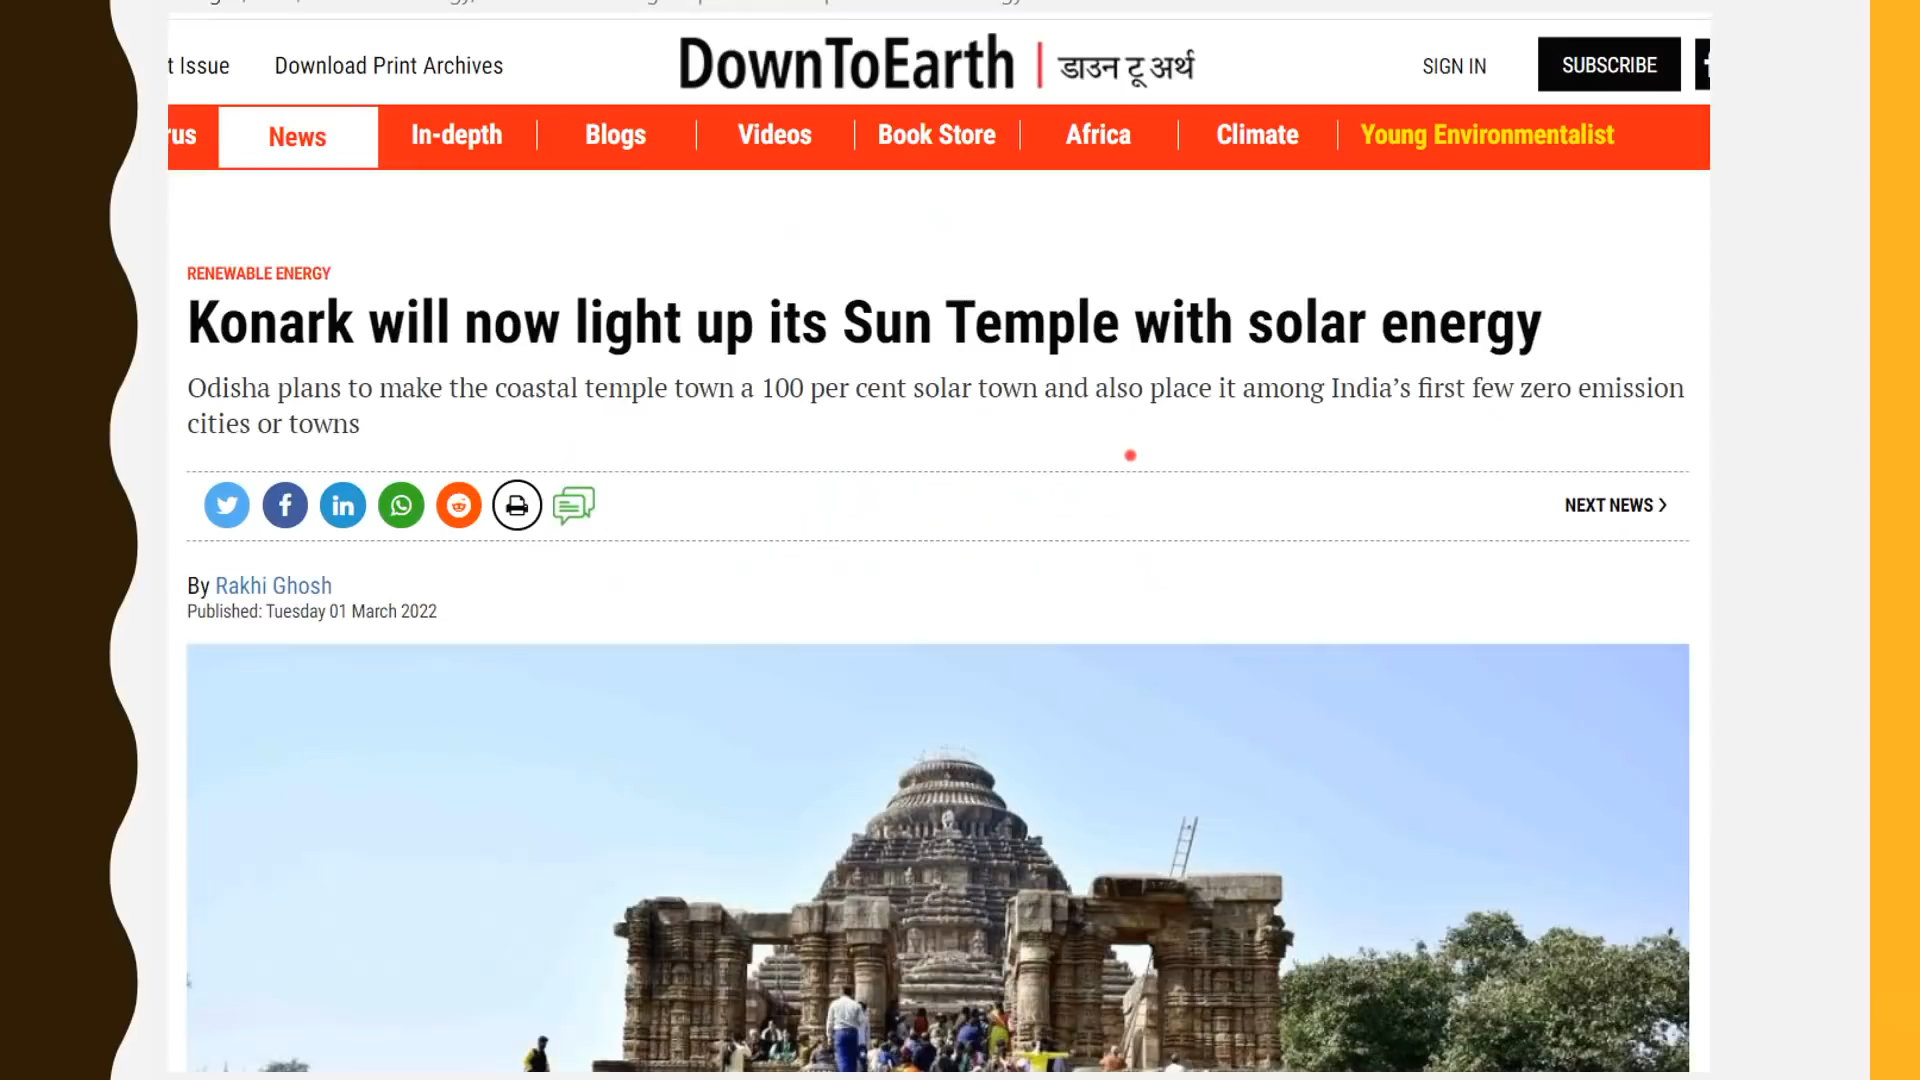 t Issue
Download Print Archives
DownToEarth | डाउन टू अर्थ
SIGN IN
SUBSCRIBE
rus
News
In-depth
Blogs
Videos
Book Store
Africa
Climate
Young Environmentalist
RENEWABLE ENERGY
Konark will now light up its Sun Temple with solar energy
Odisha plans to make the coastal temple town a 100 per cent solar town and also place it among India’s first few zero emission
cities or towns
NEXT NEWS
By Rakhi Ghosh
Published: Tuesday 01 March 2022